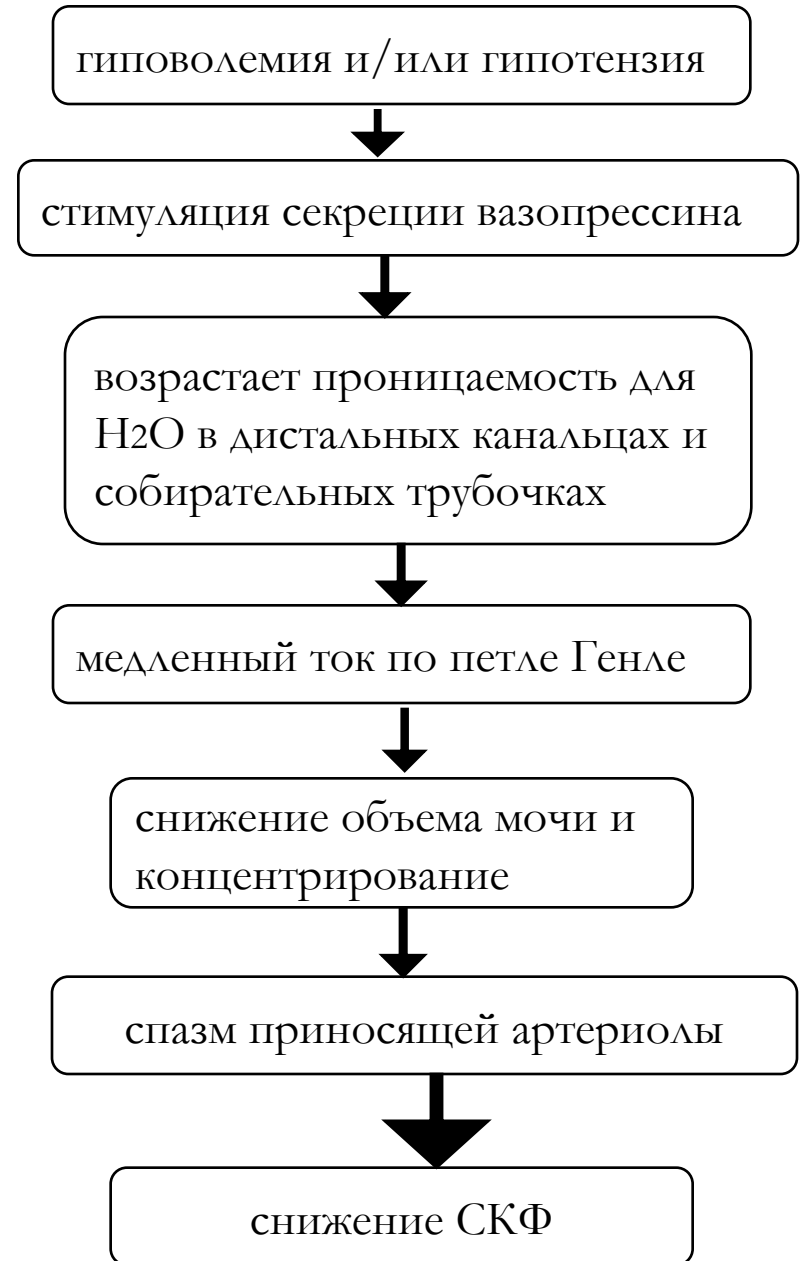 гиповолемия и/или гипотензия
стимуляция секреции вазопрессина
возрастает проницаемость для
H2O в дистальных канальцах и
собирательных трубочках
медленный ток по петле Генле
снижение объема мочи и
концентрирование
спазм приносящей артериолы
снижение СКФ